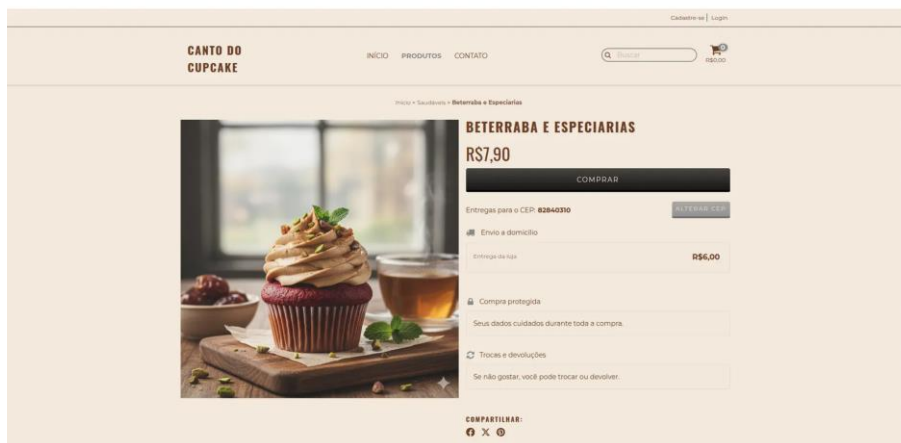 Cadastre-se | Login
CANTO DO
CUPCAKE
INÍCIO PRODUTOS CONTATO
Buscar
0
R$0,00
Início > Saudáveis > Beterraba e Especiarias
BETERRABA E ESPECIARIAS
R$7,90
COMPRAR
Entregas para o CEP: 82840310
ALTERAR CEP
Envio a domicílio
Entrega da loja
R$6,00
Compra protegida
Seus dados cuidados durante toda a compra.
Trocas e devoluções
Se não gostar, você pode trocar ou devolver.
COMPARTILHAR: